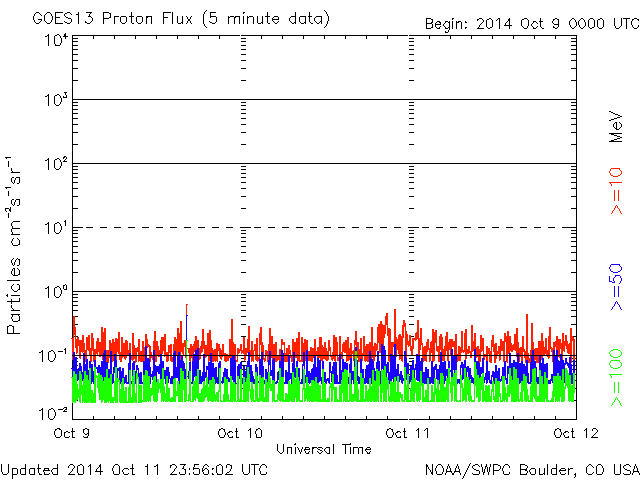 GOES13 Proton Flux (5 minute data)
Begin: 2014 Oct 9 0000 UTC
10⁴
10³
10²
10¹
10⁰
10⁻¹
10⁻²
Particles cm⁻²s⁻¹sr⁻¹
MeV
>=10
>=50
>=100
Oct 9
Oct 10
Oct 11
Oct 12
Universal Time
Updated 2014 Oct 11 23:56:02 UTC
NOAA/SWPC Boulder, CO USA